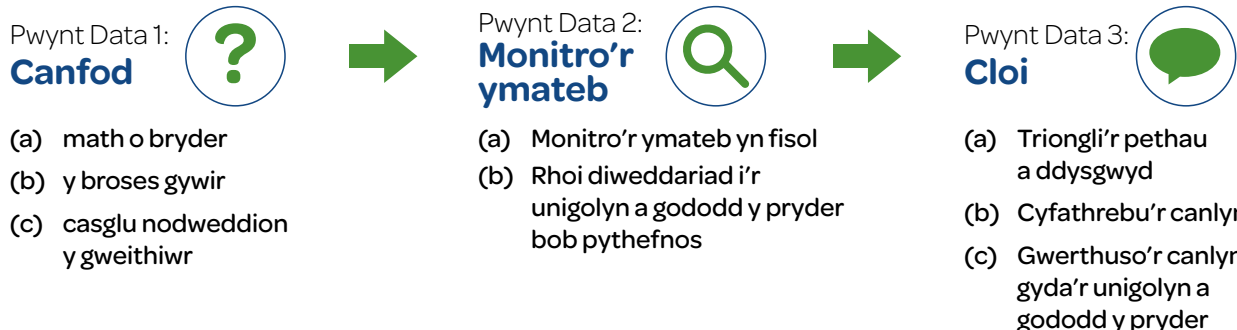 Pwynt Data 1:
Canfod
(a) math o bryder
(b) y broses gywir
(c) casglu nodweddion
y gweithiwr
Pwynt Data 2:
Monitro'r
ymateb
(a) Monitro'r ymateb yn fisol
(b) Rhoi diweddariad i'r
unigolyn a gododd y pryder
bob pythefnos
Pwynt Data 3:
Cloi
(a) Triongli'r pethau
a ddysgwyd
(b) Cyfathrebu'r
(c) Gwerthuso'r
gyda'r unigolyn a
gododd y pryder